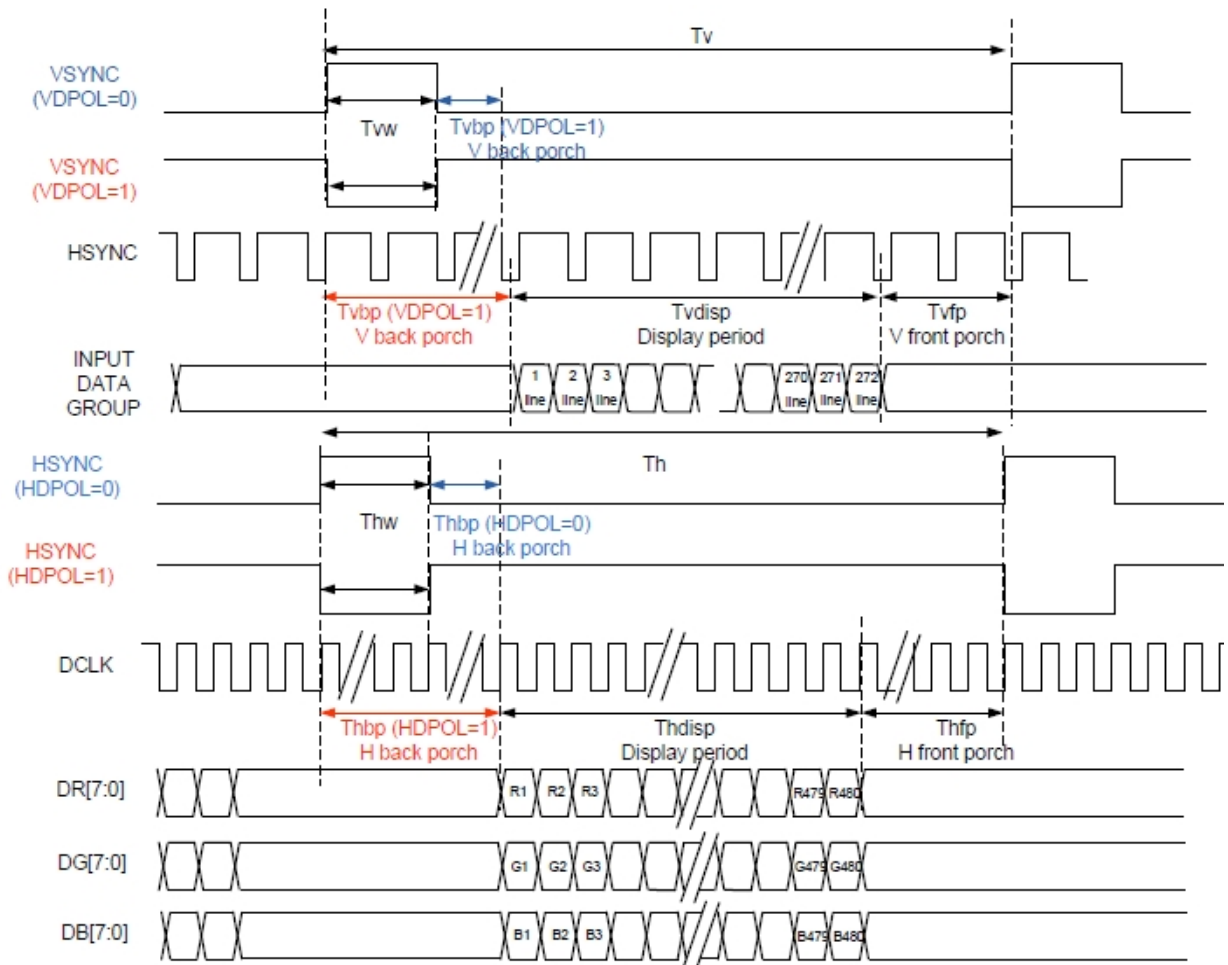 Tv
VSYNC
(VDPOL=0)
Tvw
Tvbp (VDPOL=1)
V back porch
VSYNC
(VDPOL=1)
HSYNC
Tvbp (VDPOL=1)
V back porch
Tvdisp
Display period
Tvfp
V front porch
INPUT
DATA
GROUP
1
line
2
line
3
line
270
line
271
line
272
line
HSYNC
(HDPOL=0)
Th
Thw
Thbp (HDPOL=0)
H back porch
HSYNC
(HDPOL=1)
DCLK
Thbp (HDPOL=1)
H back porch
Thdisp
Display period
Thfp
H front porch
DR[7:0]
R1
R2
R3
R479
R480
DG[7:0]
G1
G2
G3
G479
G480
DB[7:0]
B1
B2
B3
B479
B480